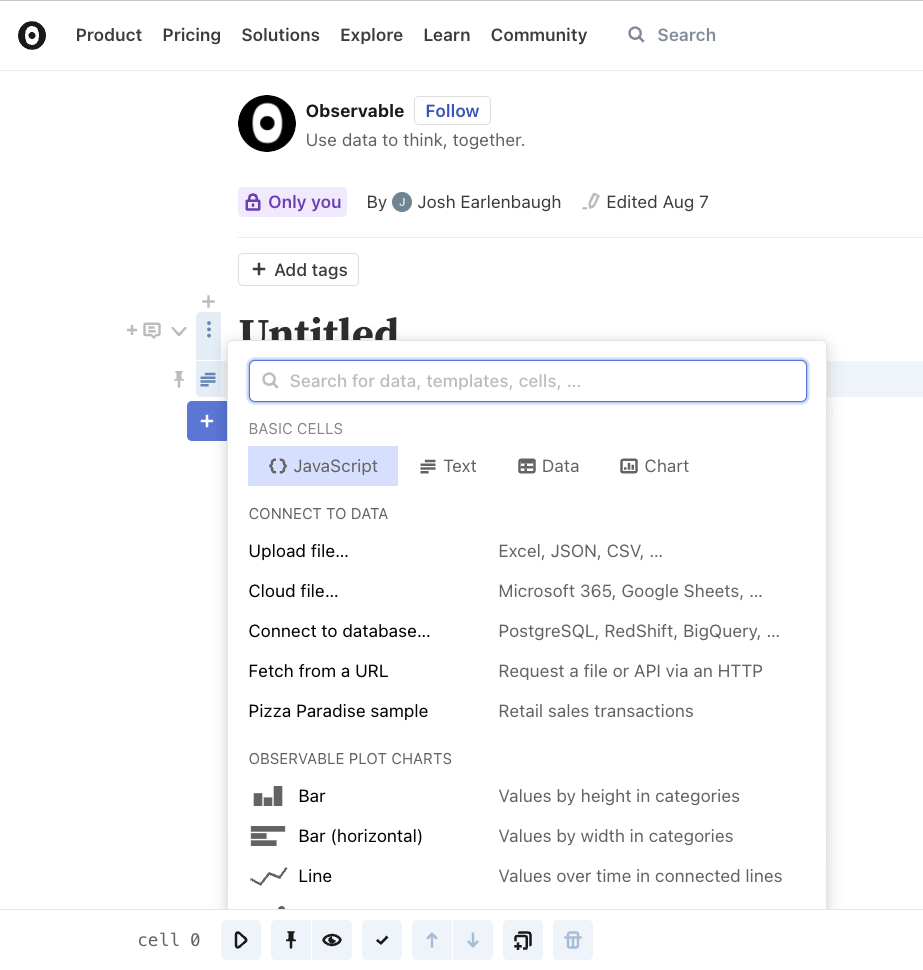 Product Pricing Solutions Explore Learn Community Search
Observable Follow
Use data to think, together.
Only you By J Josh Earlenbaugh Edited Aug 7
+ Add tags
Untitled
Search for data, templates, cells, ...
BASIC CELLS
JavaScript Text Data Chart
CONNECT TO DATA
Upload file... Excel, JSON, CSV, ...
Cloud file... Microsoft 365, Google Sheets, ...
Connect to database... PostgreSQL, RedShift, BigQuery, ...
Fetch from a URL Request a file or API via an HTTP
Pizza Paradise sample Retail sales transactions
OBSERVABLE PLOT CHARTS
Bar Values by height in categories
Bar (horizontal) Values by width in categories
Line Values over time in connected lines
cell 0